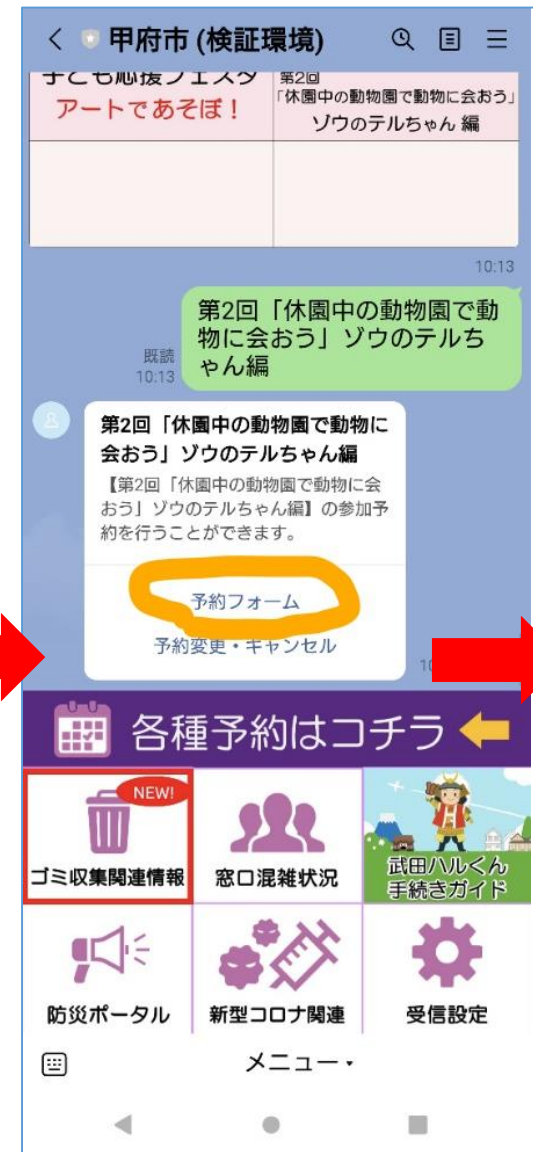 甲府市 (検証環境)
子ども応援フェスタ
アートであそぼ！
第2回
「休園中の動物園で動物に会おう」
ゾウのテルちゃん 編
10:13
第2回「休園中の動物園で動
物に会おう」ゾウのテルち
ゃん編
既読
10:13
第2回「休園中の動物園で動物に
会おう」ゾウのテルちゃん編
【第2回「休園中の動物園で動物に会
おう」ゾウのテルちゃん編】の参加予
約を行うことができます。
予約フォーム
予約変更・キャンセル
各種予約はコチラ
NEW!
ゴミ収集関連情報
窓口混雑状況
武田ハルくん
手続きガイド
防災ポータル
新型コロナ関連
受信設定
メニュー